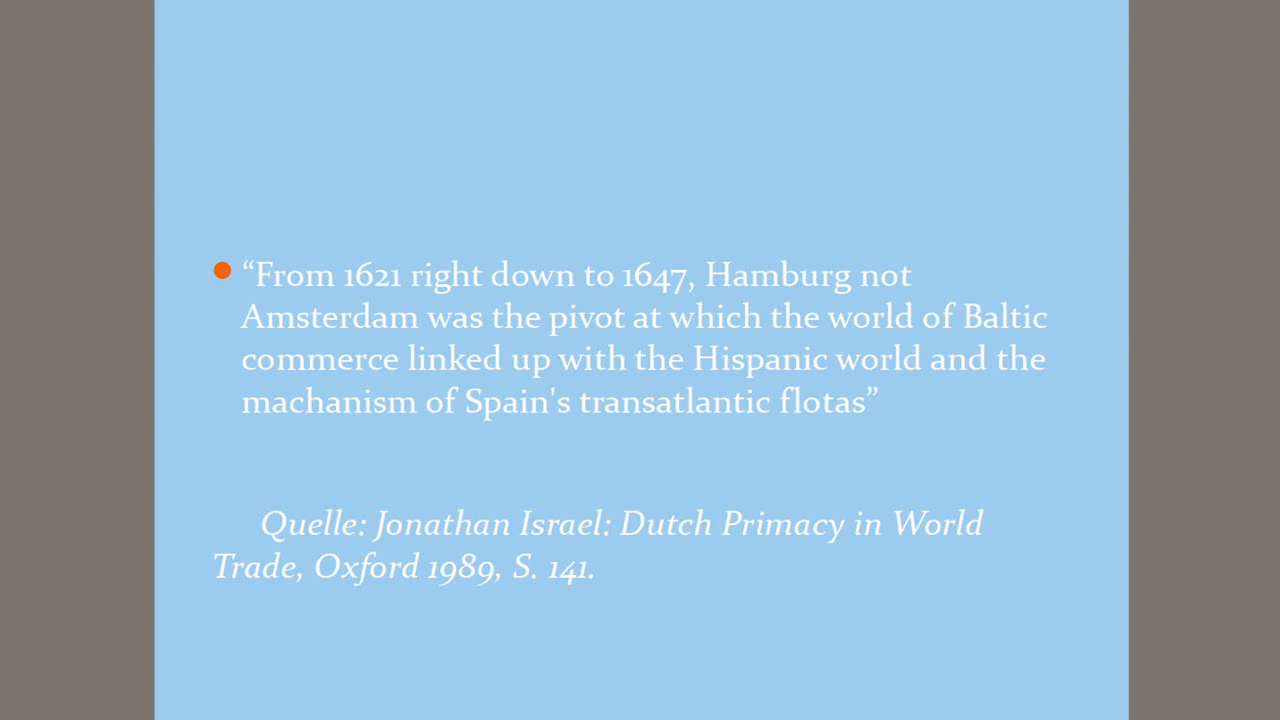 “From 1621 right down to 1647, Hamburg not
Amsterdam was the pivot at which the world of Baltic
commerce linked up with the Hispanic world and the
machanism of Spain's transatlantic flotas”
Quelle: Jonathan Israel: Dutch Primacy in World
Trade, Oxford 1989, S. 141.